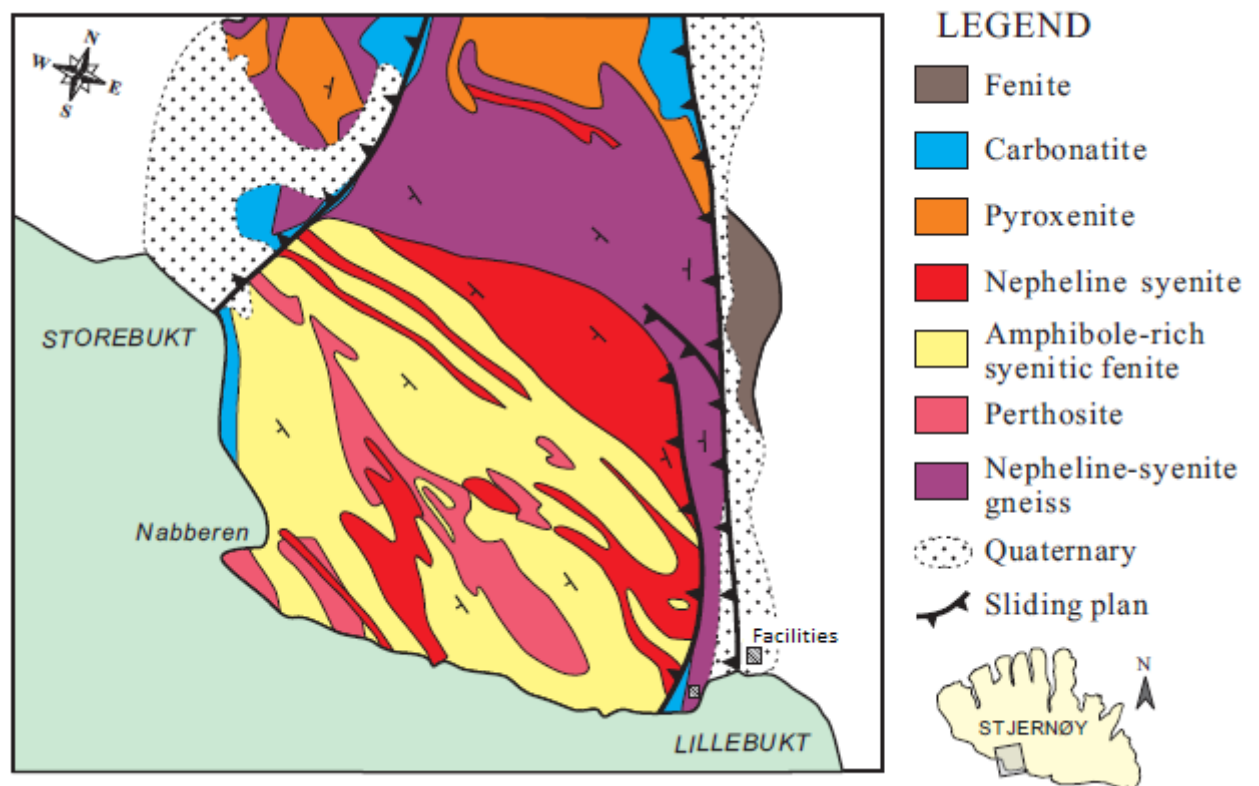 N
W
E
S
STOREBUKT
Nabberen
Facilities
LILLEBUKT
LEGEND
Fenite
Carbonatite
Pyroxenite
Nepheline syenite
Amphibole-rich
syenitic fenite
Perthosite
Nepheline-syenite
gneiss
Quaternary
Sliding plan
N
STJERNØY